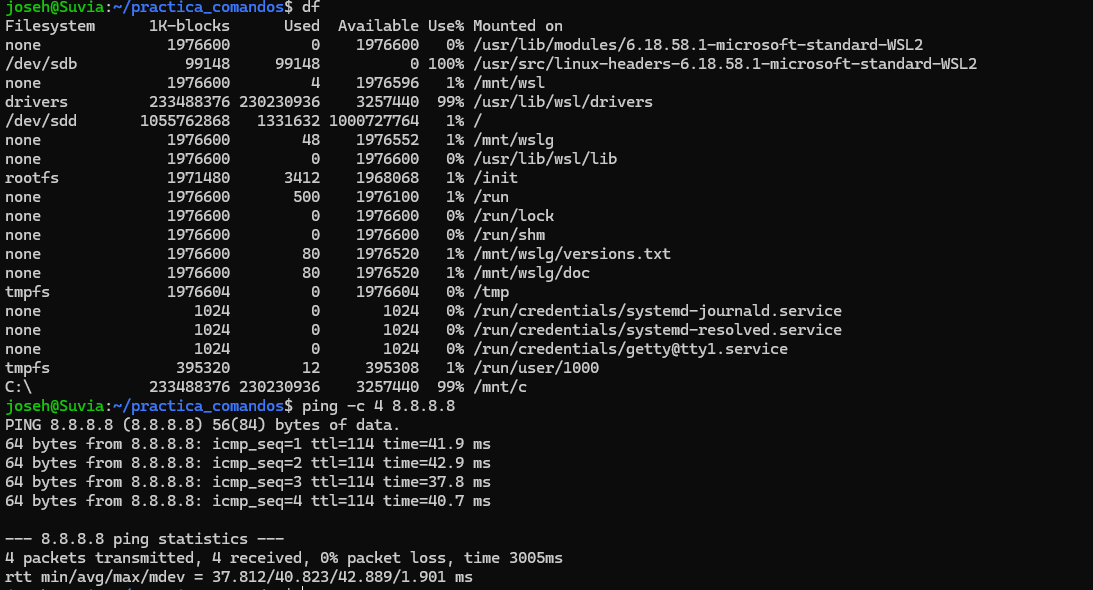 joseh@Suvia:~/practica_comandos$ df
Filesystem      1K-blocks      Used  Available Use% Mounted on
none              1976600         0    1976600   0% /usr/lib/modules/6.18.58.1-microsoft-standard-WSL2
/dev/sdb            99148     99148          0 100% /usr/src/linux-headers-6.18.58.1-microsoft-standard-WSL2
none              1976600         4    1976596   1% /mnt/wsl
drivers         233488376 230230936    3257440  99% /usr/lib/wsl/drivers
/dev/sdd       1055762868   1331632 1000727764   1% /
none              1976600        48    1976552   1% /mnt/wslg
none              1976600         0    1976600   0% /usr/lib/wsl/lib
rootfs            1971480      3412    1968068   1% /init
none              1976600       500    1976100   1% /run
none              1976600         0    1976600   0% /run/lock
none              1976600         0    1976600   0% /run/shm
none              1976600        80    1976520   1% /mnt/wslg/versions.txt
none              1976600        80    1976520   1% /mnt/wslg/doc
tmpfs             1976604         0    1976604   0% /tmp
none                 1024         0       1024   0% /run/credentials/systemd-journald.service
none                 1024         0       1024   0% /run/credentials/systemd-resolved.service
none                 1024         0       1024   0% /run/credentials/getty@tty1.service
tmpfs              395320        12     395308   1% /run/user/1000
C:\             233488376 230230936    3257440  99% /mnt/c
joseh@Suvia:~/practica_comandos$ ping -c 4 8.8.8.8
PING 8.8.8.8 (8.8.8.8) 56(84) bytes of data.
64 bytes from 8.8.8.8: icmp_seq=1 ttl=114 time=41.9 ms
64 bytes from 8.8.8.8: icmp_seq=2 ttl=114 time=42.9 ms
64 bytes from 8.8.8.8: icmp_seq=3 ttl=114 time=37.8 ms
64 bytes from 8.8.8.8: icmp_seq=4 ttl=114 time=40.7 ms

--- 8.8.8.8 ping statistics ---
4 packets transmitted, 4 received, 0% packet loss, time 3005ms
rtt min/avg/max/mdev = 37.812/40.823/42.889/1.901 ms